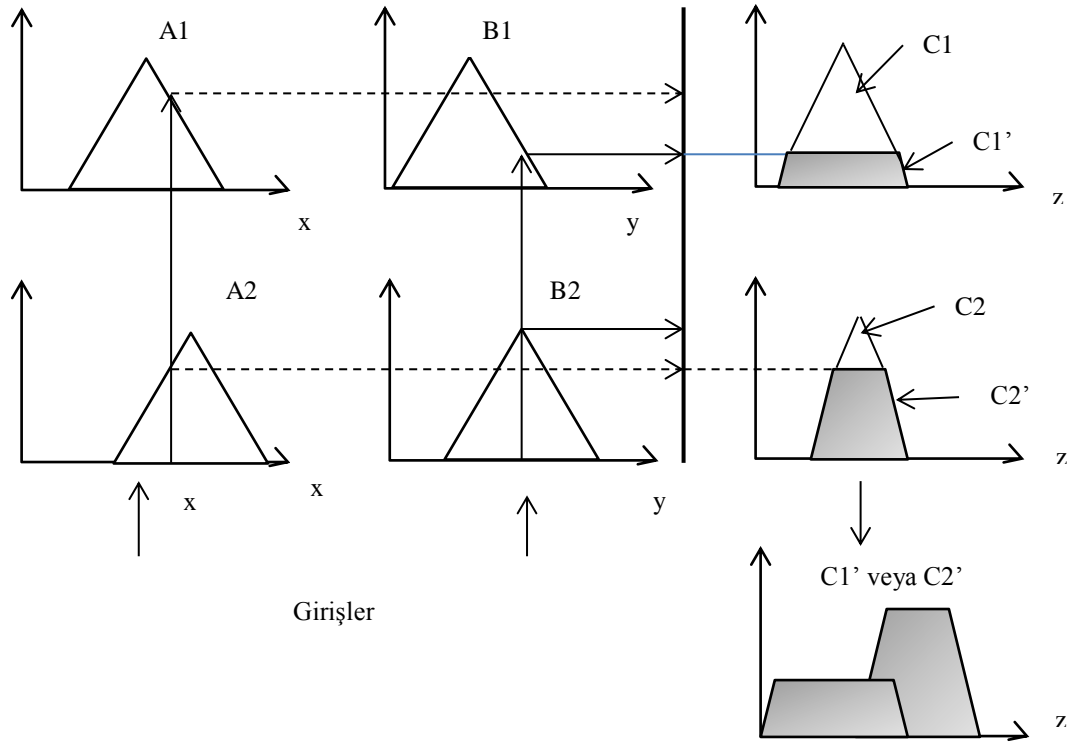 A1
B1
C1
C1’
x
y
z
A2
B2
C2
C2’
x
x
y
z
C1’ veya C2’
Girişler
z